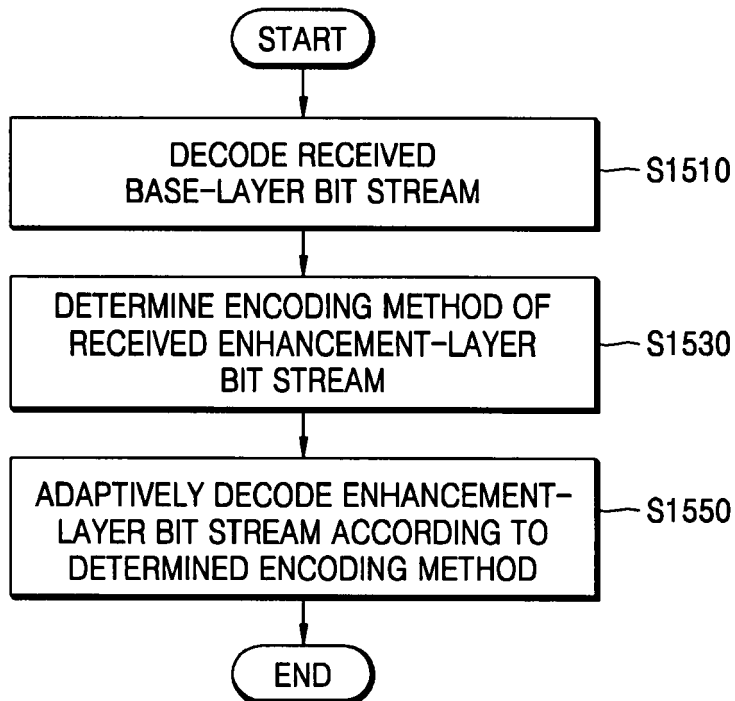 START
DECODE RECEIVED
BASE-LAYER BIT STREAM
S1510
DETERMINE ENCODING METHOD OF
RECEIVED ENHANCEMENT-LAYER
BIT STREAM
S1530
ADAPTIVELY DECODE ENHANCEMENT-
LAYER BIT STREAM ACCORDING TO
DETERMINED ENCODING METHOD
S1550
END